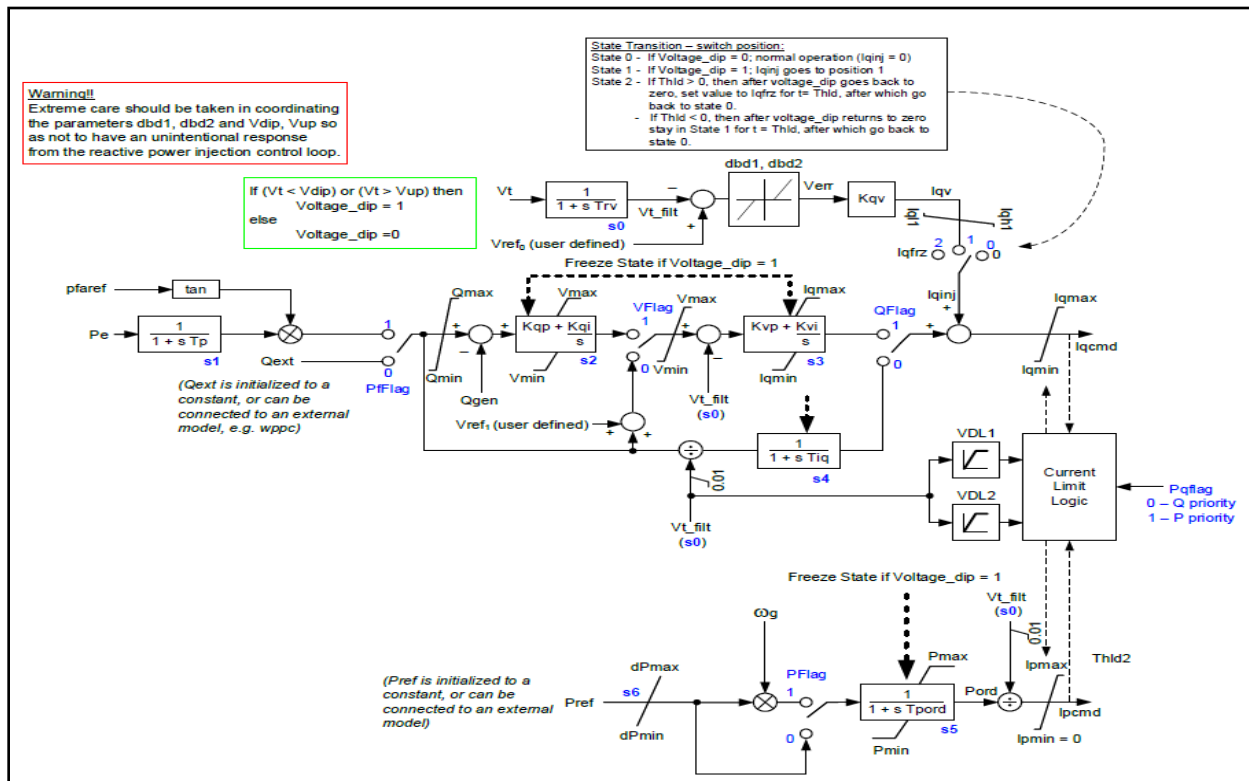 State Transition – switch position:
State 0 - If Voltage_dip = 0; normal operation (Iqinj = 0)
State 1 - If Voltage_dip = 1; Iqinj goes to position 1
State 2 - If Thld > 0, then after voltage_dip goes back to
zero, set value to Iqfrz for t= Thld, after which go
back to state 0.
- If Thld < 0, then after voltage_dip returns to zero
stay in State 1 for t = Thld, after which go back to
state 0.
Warning!!
Extreme care should be taken in coordinating
the parameters dbd1, dbd2 and Vdip, Vup so
as not to have an unintentional response
from the reactive power injection control loop.
If (Vt < Vdip) or (Vt > Vup) then
Voltage_dip = 1
else
Voltage_dip =0
dbd1, dbd2
Vt
1
1 + s Trv
s0
–
Vt_filt
+
Verr
Kqv
Iqv
Iql1
Iqh1
Vref₀ (user defined)
Iqfrz
2
1
0
0
Iqinj
Freeze State if Voltage_dip = 1
pfaref
tan
Pe
1
1 + s Tp
s1
Qext
1
0
PfFlag
(Qext is initialized to a
constant, or can be
connected to an external
model, e.g. wppc)
Qmax
Qmin
+
–
+
Qgen
Vmax
Kqp + Kqi
s
s2
Vmin
VFlag
1
0
Vmax
Vmin
+
–
Vt_filt
(s0)
Iqmax
Kvp + Kvi
s
s3
Iqmin
QFlag
1
0
+
+
Iqmax
Iqmin
Iqcmd
Vref₁ (user defined)
+
+
÷
0.01
Vt_filt
(s0)
1
1 + s Tiq
s4
VDL1
VDL2
Current
Limit
Logic
Pqflag
0 – Q priority
1 – P priority
Freeze State if Voltage_dip = 1
(Pref is initialized to a
constant, or can be
connected to an external
model)
Pref
s6
dPmax
dPmin
ωg
PFlag
1
0
Pmax
1
1 + s Tpord
s5
Pmin
Pord
Vt_filt
(s0)
0.01
÷
Ipmax
Ipmin = 0
Thld2
Ipcmd